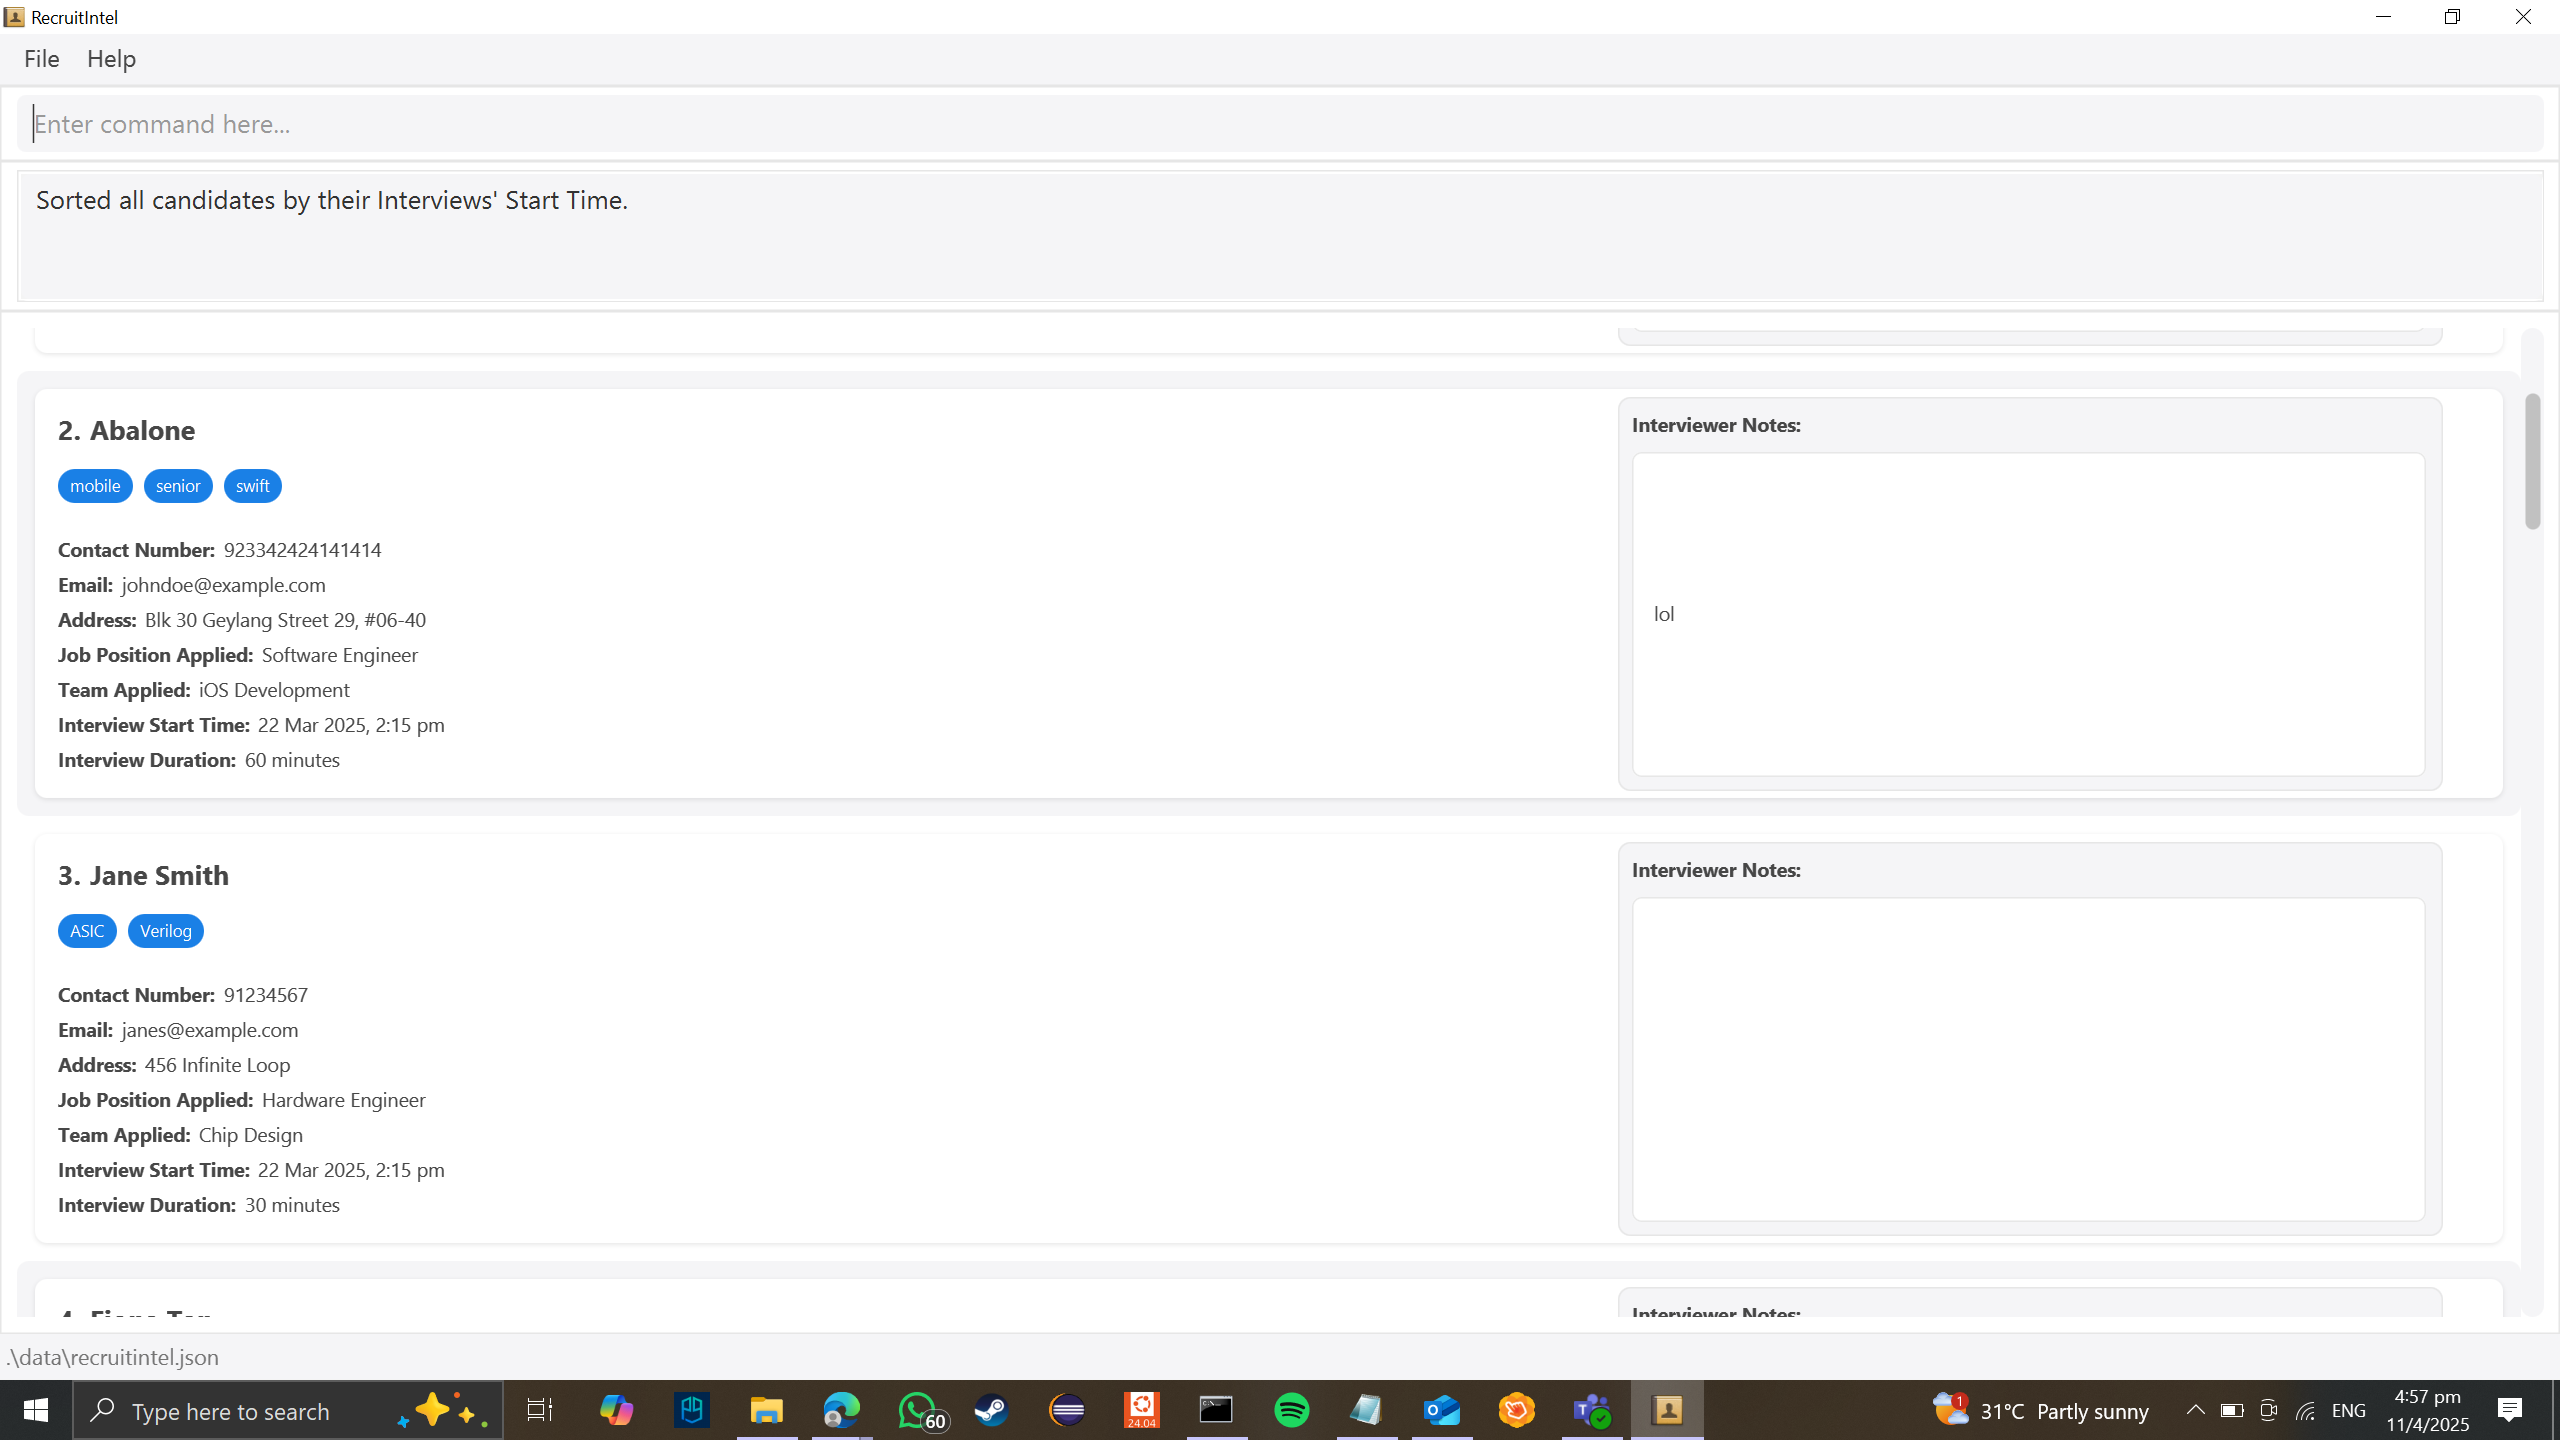 RecruitIntel
File Help
Enter command here...
Sorted all candidates by their Interviews' Start Time.
2. Abalone
mobile senior swift
Contact Number: 923342424141414
Email: johndoe@example.com
Address: Blk 30 Geylang Street 29, #06-40
Job Position Applied: Software Engineer
Team Applied: iOS Development
Interview Start Time: 22 Mar 2025, 2:15 pm
Interview Duration: 60 minutes
Interviewer Notes:
lol
3. Jane Smith
ASIC Verilog
Contact Number: 91234567
Email: janes@example.com
Address: 456 Infinite Loop
Job Position Applied: Hardware Engineer
Team Applied: Chip Design
Interview Start Time: 22 Mar 2025, 2:15 pm
Interview Duration: 30 minutes
Interviewer Notes:
Interviewer Notes:
.\data\recruitintel.json
Type here to search
60
24.04
1
31°C Partly sunny
ENG
4:57 pm
11/4/2025